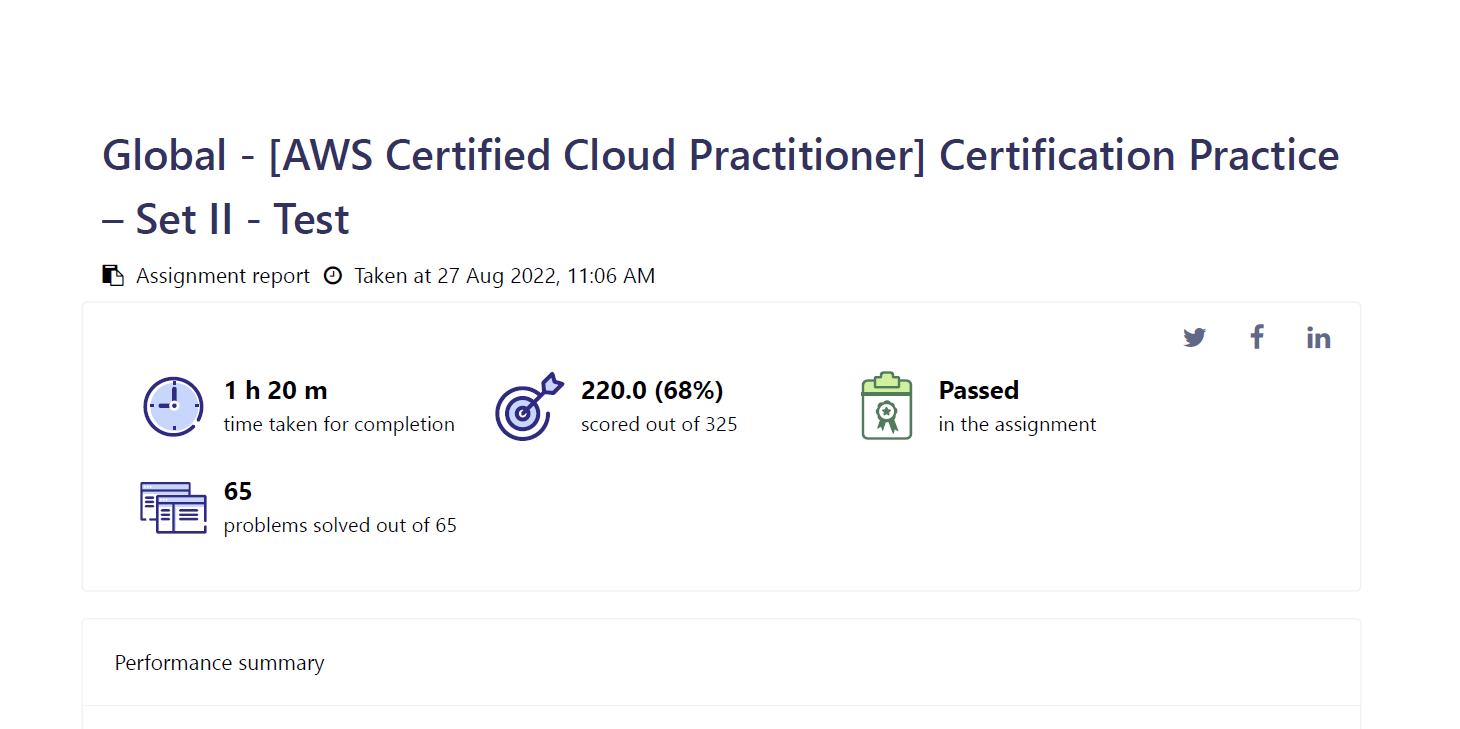 Global - [AWS Certified Cloud Practitioner] Certification Practice
– Set II - Test
Assignment report Taken at 27 Aug 2022, 11:06 AM
1 h 20 m
time taken for completion
220.0 (68%)
scored out of 325
Passed
in the assignment
65
problems solved out of 65
Performance summary